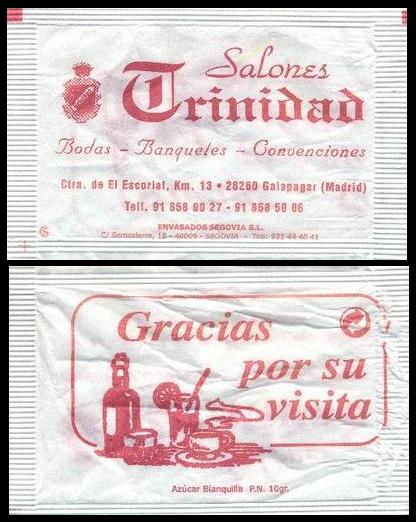 Salones
Trinidad
Bodas - Banquetes - Convenciones
Ctra. de El Escorial, Km. 13 • 28260 Galapagar (Madrid)
Telf. 91 858 00 27 - 91 858 50 06
ENVASADOS SEGOVIA S.L.
C/ Somosierra, 15 - 40006 - SEGOVIA - Tno: 921 44 40 41
Gracias
por su
visita
Azúcar Blanquilla P.N. 10gr.